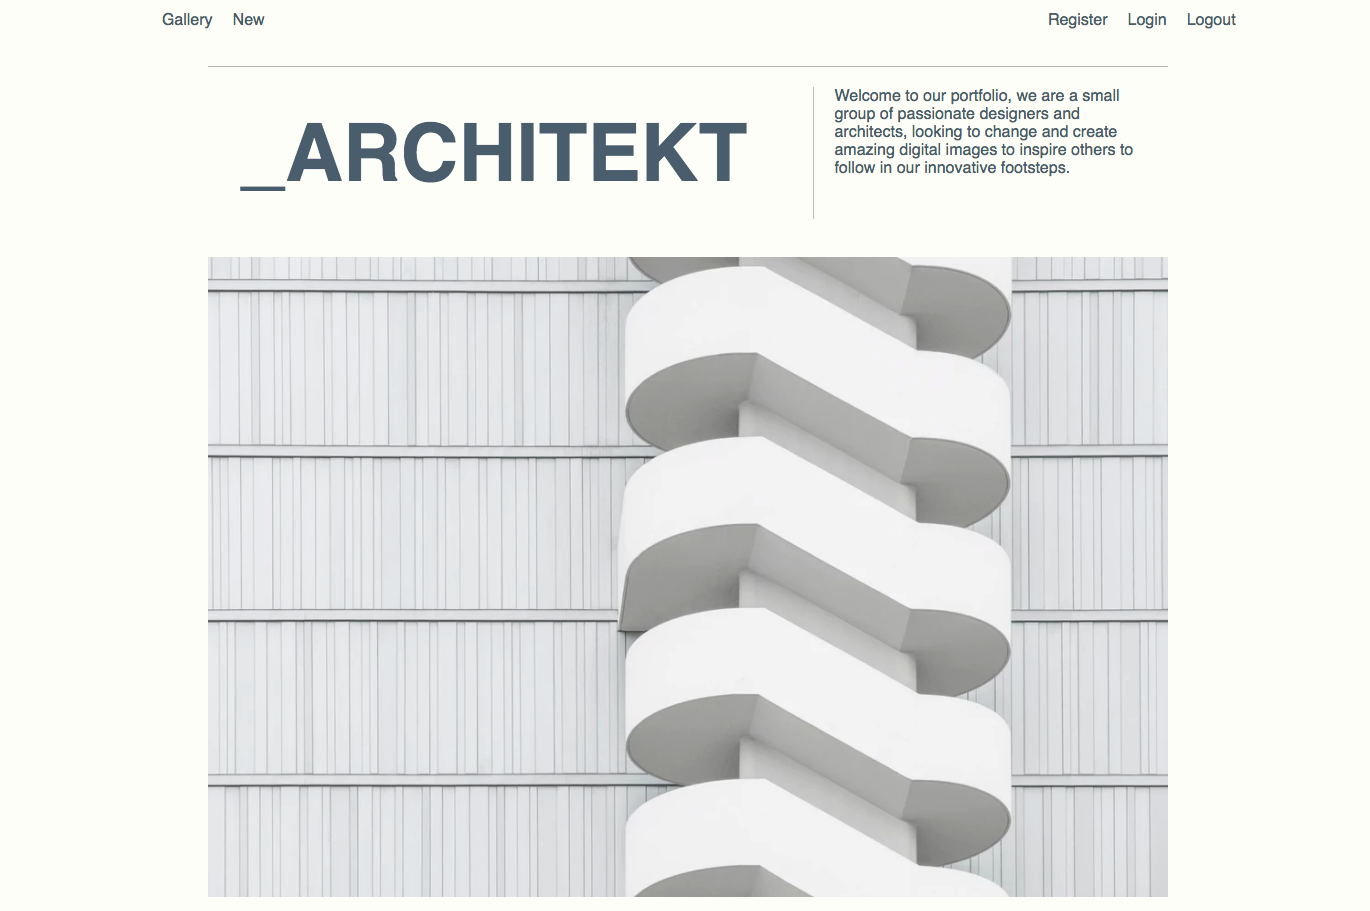 Gallery New Register Login Logout
_ARCHITEKT
Welcome to our portfolio, we are a small
group of passionate designers and
architects, looking to change and create
amazing digital images to inspire others to
follow in our innovative footsteps.